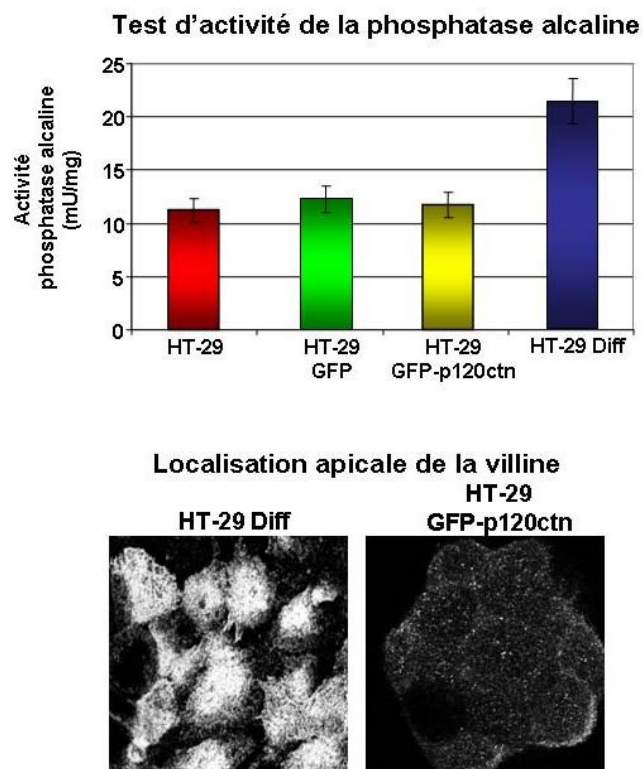 Test d'activité de la phosphatase alcaline
Activité
phosphatase alcaline
(mU/mg)
25
20
15
10
5
0
HT-29
HT-29
GFP
HT-29
GFP-p120ctn
HT-29 Diff
Localisation apicale de la villine
HT-29 Diff
HT-29
GFP-p120ctn